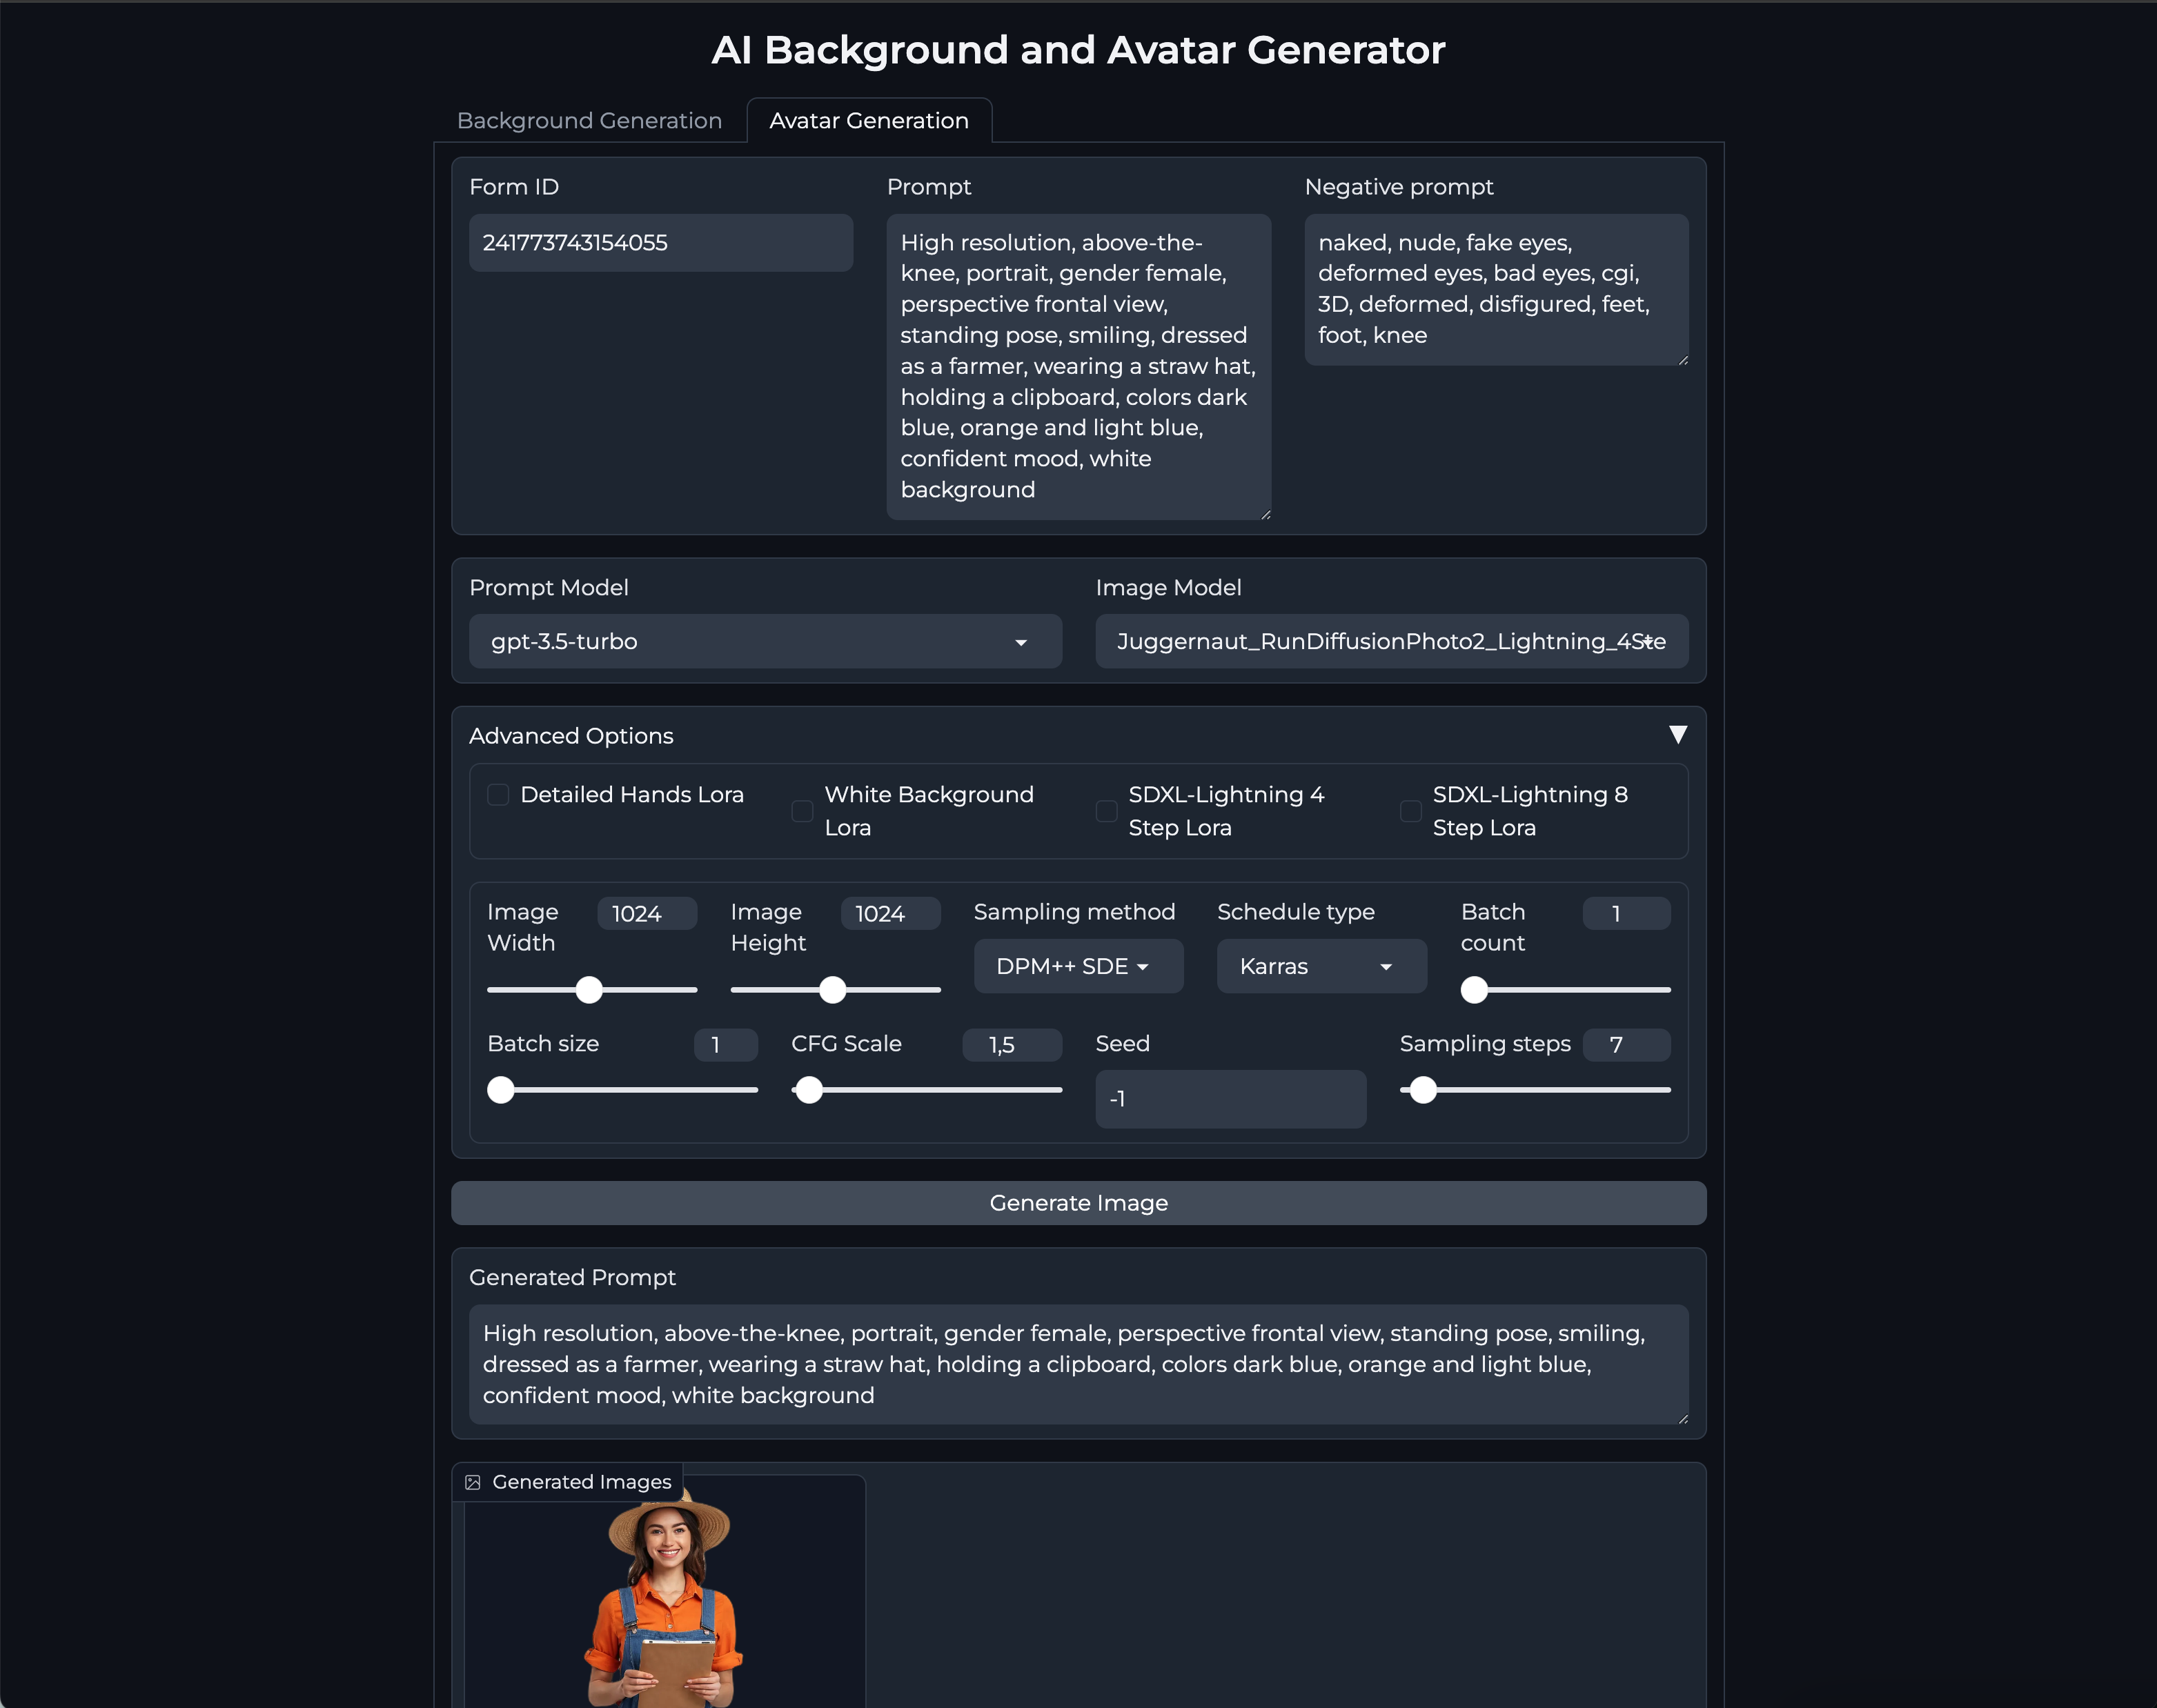 AI Background and Avatar Generator
Background Generation
Avatar Generation
Form ID
241773743154055
Prompt
High resolution, above-the-
knee, portrait, gender female,
perspective frontal view,
standing pose, smiling, dressed
as a farmer, wearing a straw hat,
holding a clipboard, colors dark
blue, orange and light blue,
confident mood, white
background
Negative prompt
naked, nude, fake eyes,
deformed eyes, bad eyes, cgi,
3D, deformed, disfigured, feet,
foot, knee
Prompt Model
gpt-3.5-turbo
Image Model
Juggernaut_RunDiffusionPhoto2_Lightning_4Ste
Advanced Options
Detailed Hands Lora
White Background
Lora
SDXL-Lightning 4
Step Lora
SDXL-Lightning 8
Step Lora
Image
Width
1024
Image
Height
1024
Sampling method
DPM++ SDE
Schedule type
Karras
Batch
count
1
Batch size
1
CFG Scale
1,5
Seed
-1
Sampling steps
7
Generate Image
Generated Prompt
High resolution, above-the-knee, portrait, gender female, perspective frontal view, standing pose, smiling,
dressed as a farmer, wearing a straw hat, holding a clipboard, colors dark blue, orange and light blue,
confident mood, white background
Generated Images